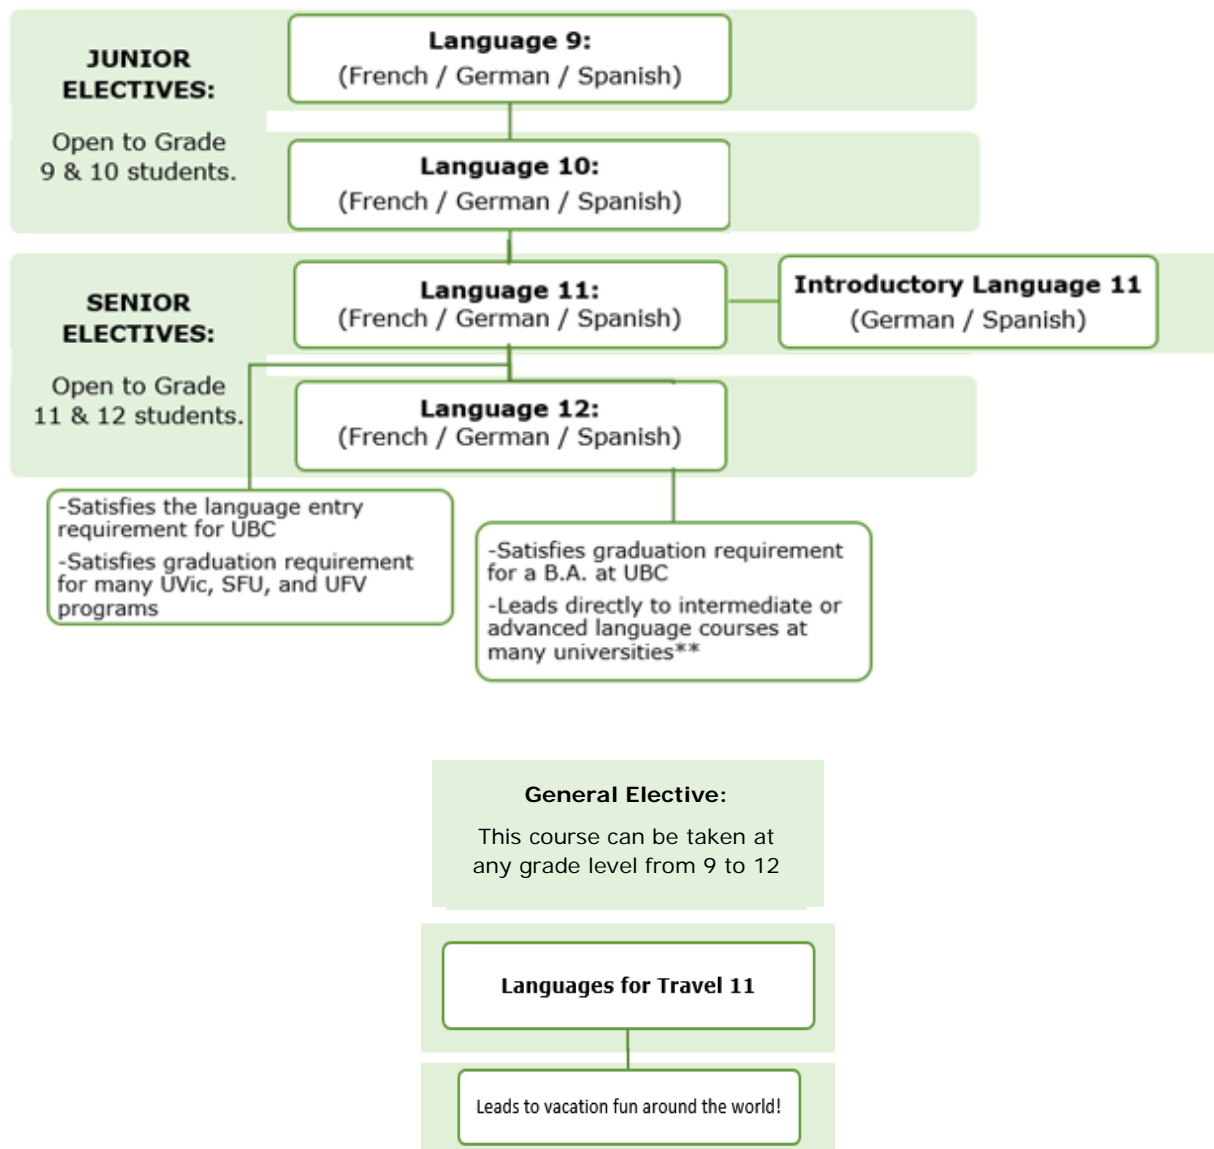 JUNIOR
ELECTIVES:
Open to Grade
9 & 10 students.
Language 9:
(French / German / Spanish)
Language 10:
(French / German / Spanish)
SENIOR
ELECTIVES:
Open to Grade
11 & 12 students.
Language 11:
(French / German / Spanish)
Introductory Language 11
(German / Spanish)
Language 12:
(French / German / Spanish)
-Satisfies the language entry
requirement for UBC
-Satisfies graduation requirement
for many UVic, SFU, and UFV
programs
-Satisfies graduation requirement
for a B.A. at UBC
-Leads directly to intermediate or
advanced language courses at
many universities**
General Elective:
This course can be taken at
any grade level from 9 to 12
Languages for Travel 11
Leads to vacation fun around the world!